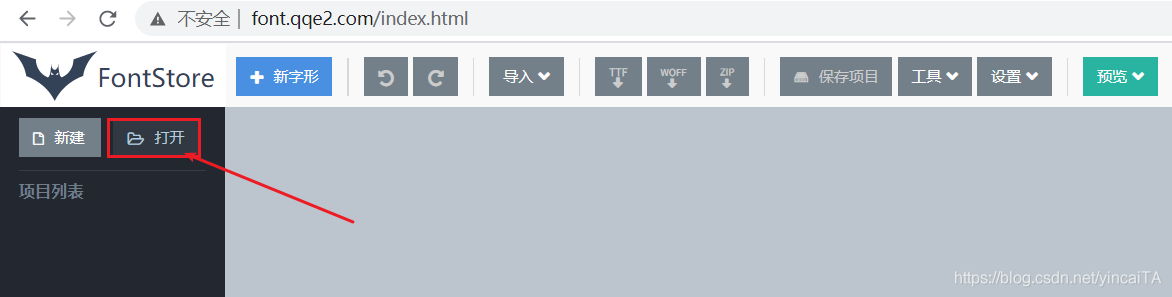 不安全 | font.qqe2.com/index.html
FontStore 新字形 导入 TTF WOFF ZIP 保存项目 工具 设置 预览
新建 打开
项目列表
https://blog.csdn.net/yincaiTA